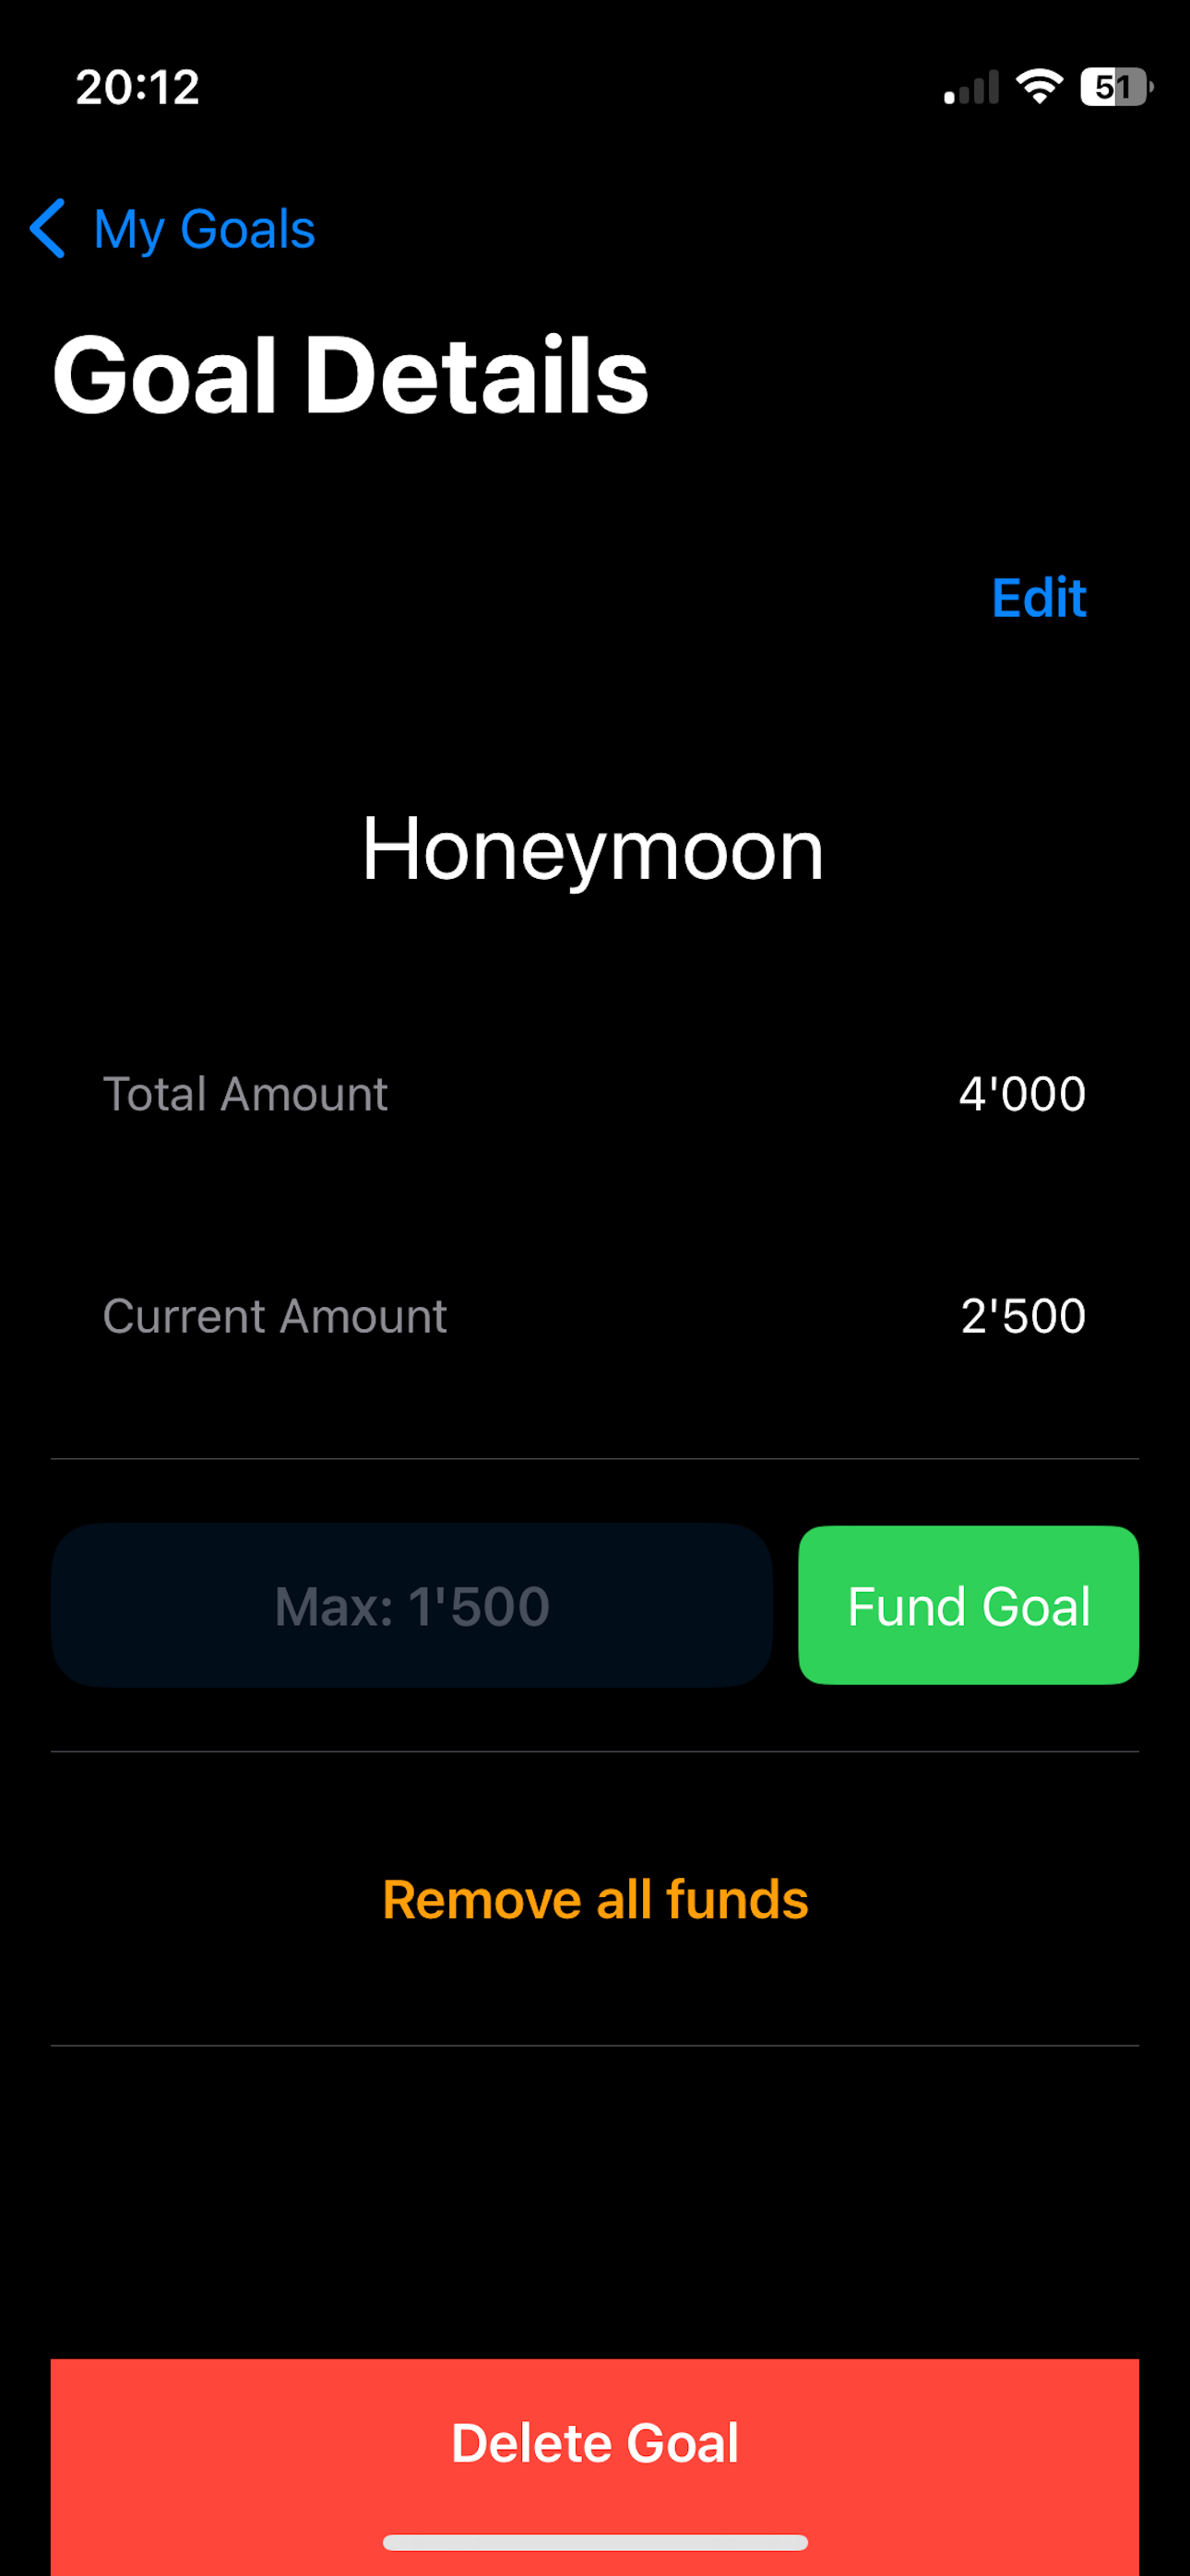 20:12
51
My Goals
Goal Details
Edit
Honeymoon
Total Amount 4'000
Current Amount 2'500
Max: 1'500 Fund Goal
Remove all funds
Delete Goal